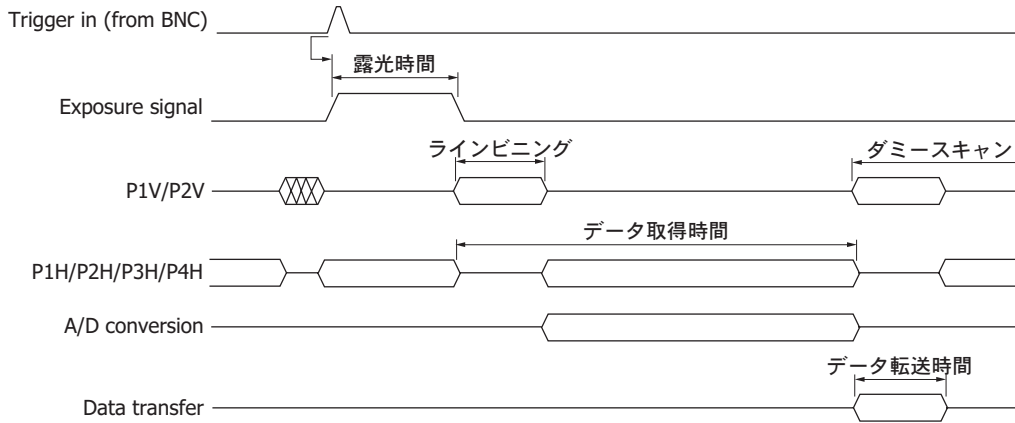 Trigger in (from BNC)
露光時間
Exposure signal
ラインビニング
ダミースキャン
P1V/P2V
データ取得時間
P1H/P2H/P3H/P4H
A/D conversion
データ転送時間
Data transfer